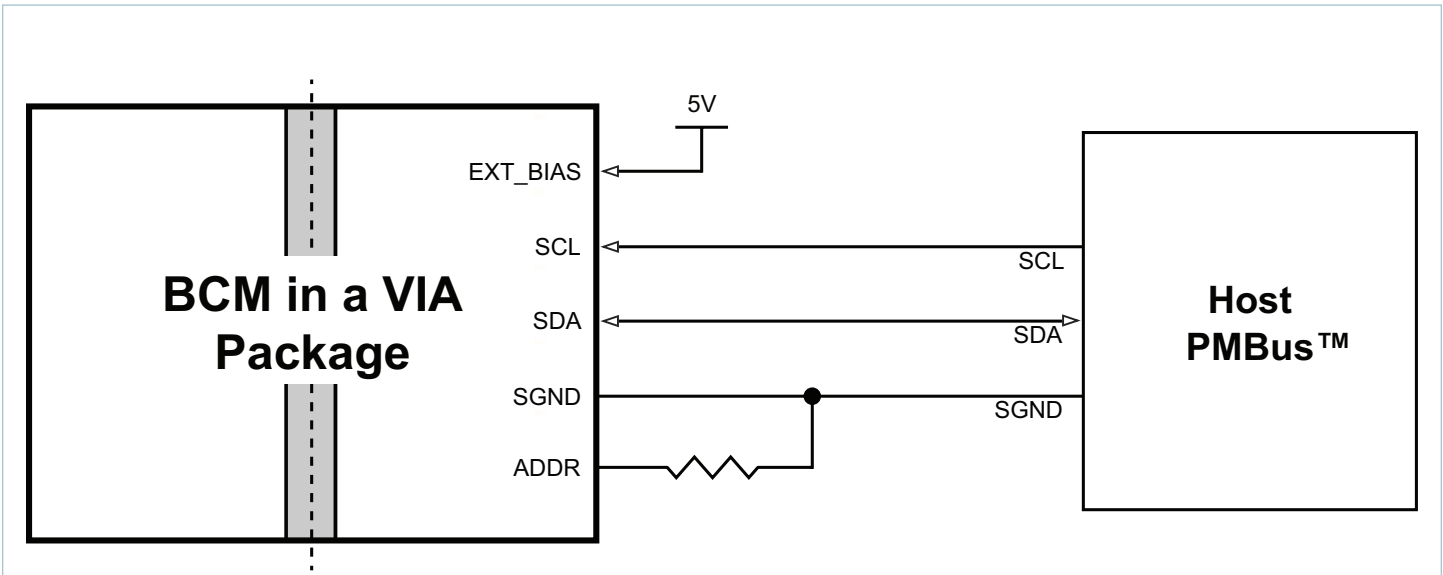 5V
EXT_BIAS
SCL
SCL
BCM in a VIA
Package
SDA
SDA
Host
PMBus™
SGND
SGND
ADDR